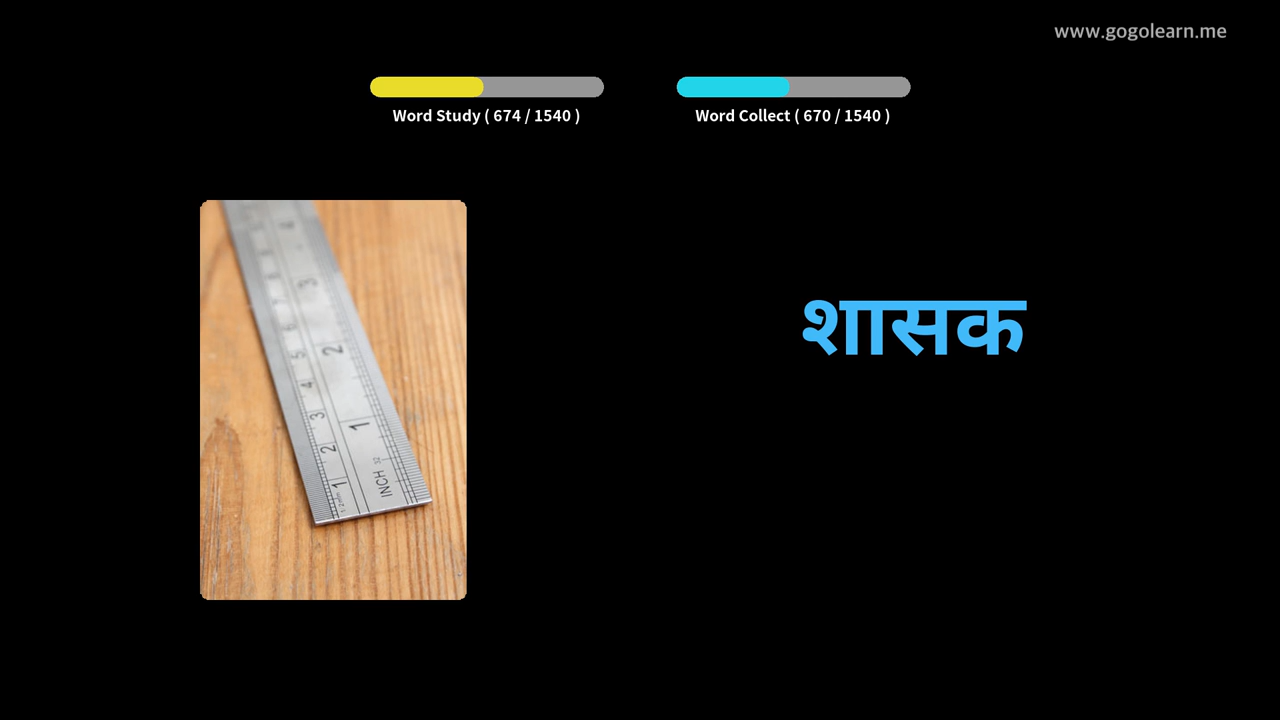 www.gogolearn.me
Word Study ( 674 / 1540 )
Word Collect ( 670 / 1540 )
शासक
4
3
2
1
INCH 32
8
7
6
5
4
3
2
1